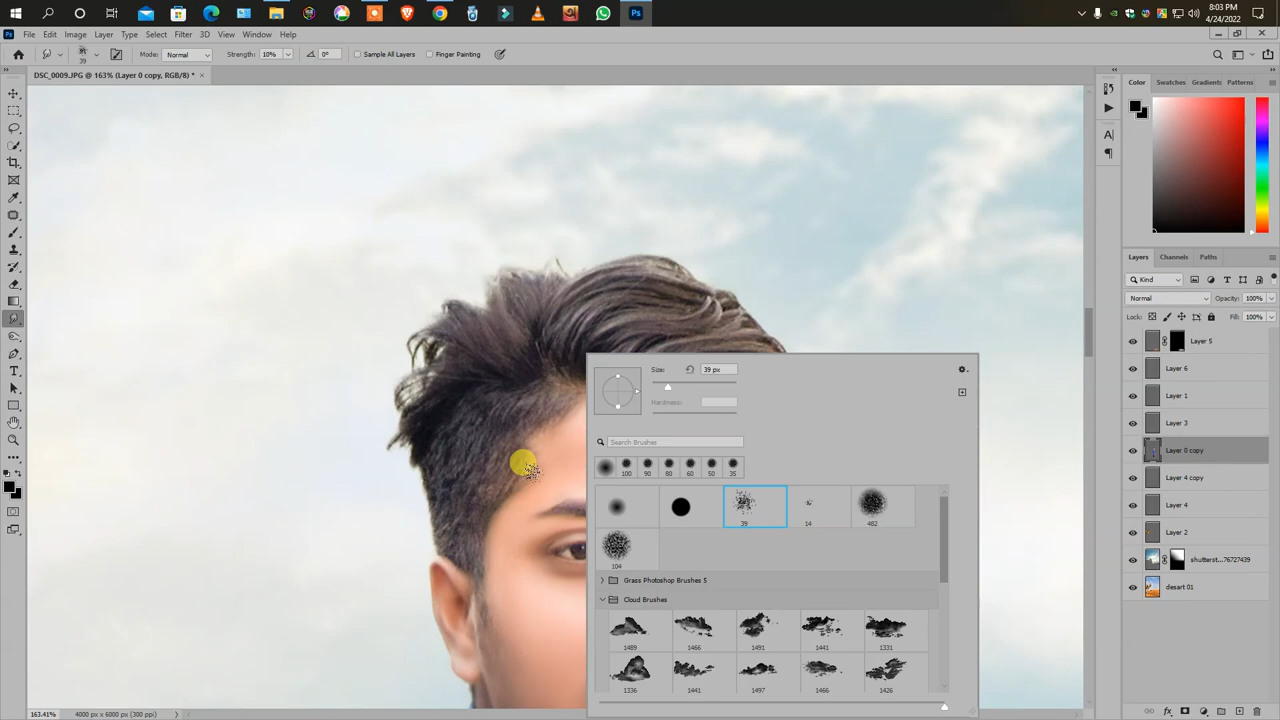 8:03 PM
4/24/2022
File Edit Image Layer Type Select Filter 3D View Window Help
39 Mode: Normal Strength: 10% 0° Sample All Layers Finger Painting
DSC_0009.JPG @ 163% (Layer 0 copy, RGB/8) * ×
Color Swatches Gradients Patterns
Layers Channels Paths
Kind
Normal Opacity: 100%
Lock: Fill: 100%
Layer 5
Layer 6
Layer 1
Layer 3
Layer 0 copy
Layer 4 copy
Layer 4
Layer 2
shutterst...76727439
desart 01
Size: 39 px
Hardness:
Search Brushes
100 90 80 60 50 35
39 14 482
104
Grass Photoshop Brushes 5
Cloud Brushes
1489 1466 1491 1441 1331
1336 1441 1497 1466 1426
163.41% 4000 px x 6000 px (300 ppi)